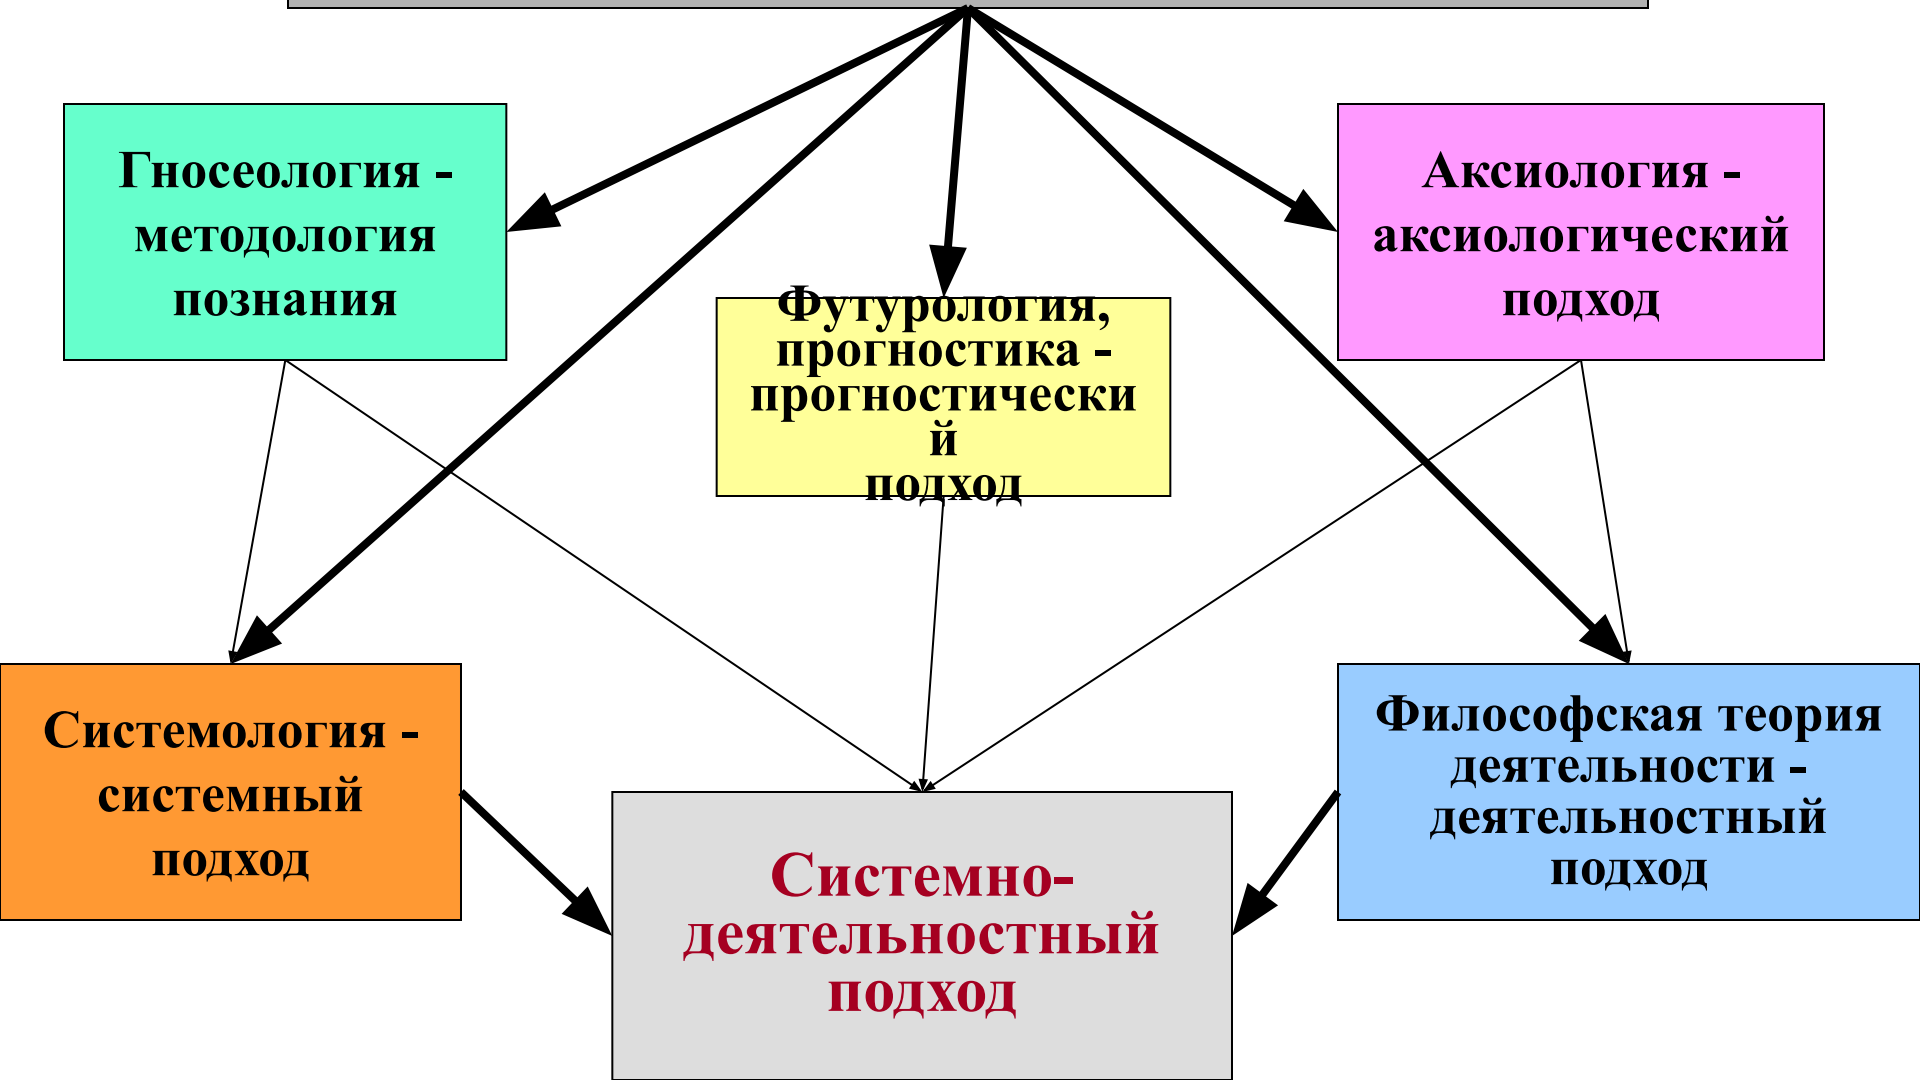 Гносеология -
методология
познания
Аксиология -
аксиологический
подход
Футурология,
прогностика -
прогностически
й
подход
Системология -
системный
подход
Философская теория
деятельности -
деятельностный
подход
Системно-
деятельностный
подход